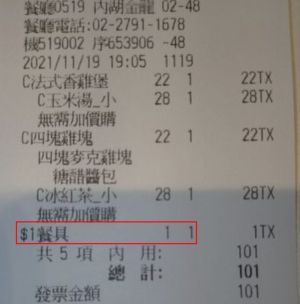 餐廳0519 內湖金龍 02-48
餐廳電話:02-2791-1678
機519002 序653906 -48
2021/11/19 19:05 1119
C法式香雞堡 22 1 22TX
C玉米湯_小 28 1 28TX
無需加價購
C四塊雞塊 22 1 22TX
四塊麥克雞塊
糖醋醬包
C冰紅茶_小 28 1 28TX
無需加價購
$1餐具 1 1 1TX
共 5 項 內 用: 101
總 計: 101
發票金額 101